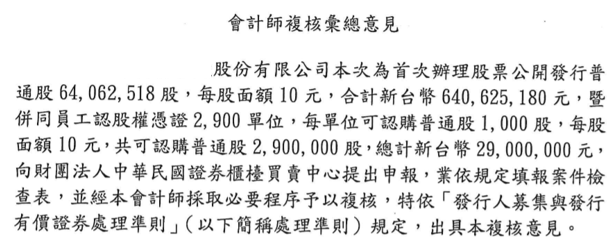 會計師複核彙總意見
股份有限公司本次為首次辦理股票公開發行普
通股 64,062,518 股，每股面額 10 元，合計新台幣 640,625,180 元，暨
併同員工認股權憑證 2,900 單位，每單位可認購普通股 1,000 股，每股
面額 10 元，共可認購普通股 2,900,000 股，總計新台幣 29,000,000 元，
向財團法人中華民國證券櫃檯買賣中心提出申報，業依規定填報案件檢
查表，並經本會計師採取必要程序予以複核，特依「發行人募集與發行
有價證券處理準則」(以下簡稱處理準則) 規定，出具本複核意見。